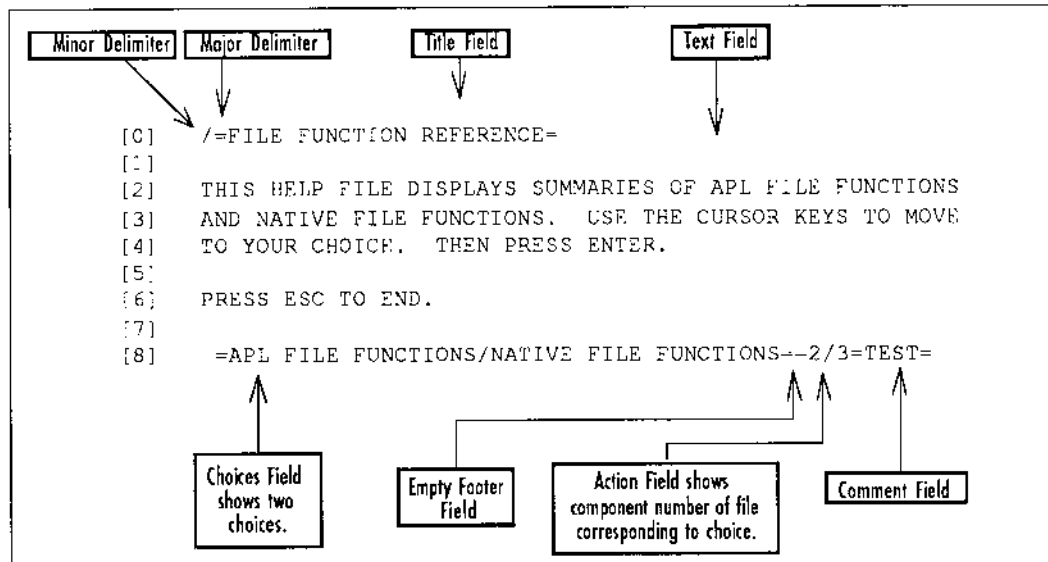 Minor Delimiter Major Delimiter Title Field Text Field
[0] /=FILE FUNCTION REFERENCE=
[1]
[2] THIS HELP FILE DISPLAYS SUMMARIES OF APL FILE FUNCTIONS
[3] AND NATIVE FILE FUNCTIONS. USE THE CURSOR KEYS TO MOVE
[4] TO YOUR CHOICE. THEN PRESS ENTER.
[5]
[6] PRESS ESC TO END.
[7]
[8] =APL FILE FUNCTIONS/NATIVE FILE FUNCTIONS==2/3=TEST=
Choices Field
shows two
choices.
Empty Footer
Field
Action Field shows
component number of file
corresponding to choice.
Comment Field